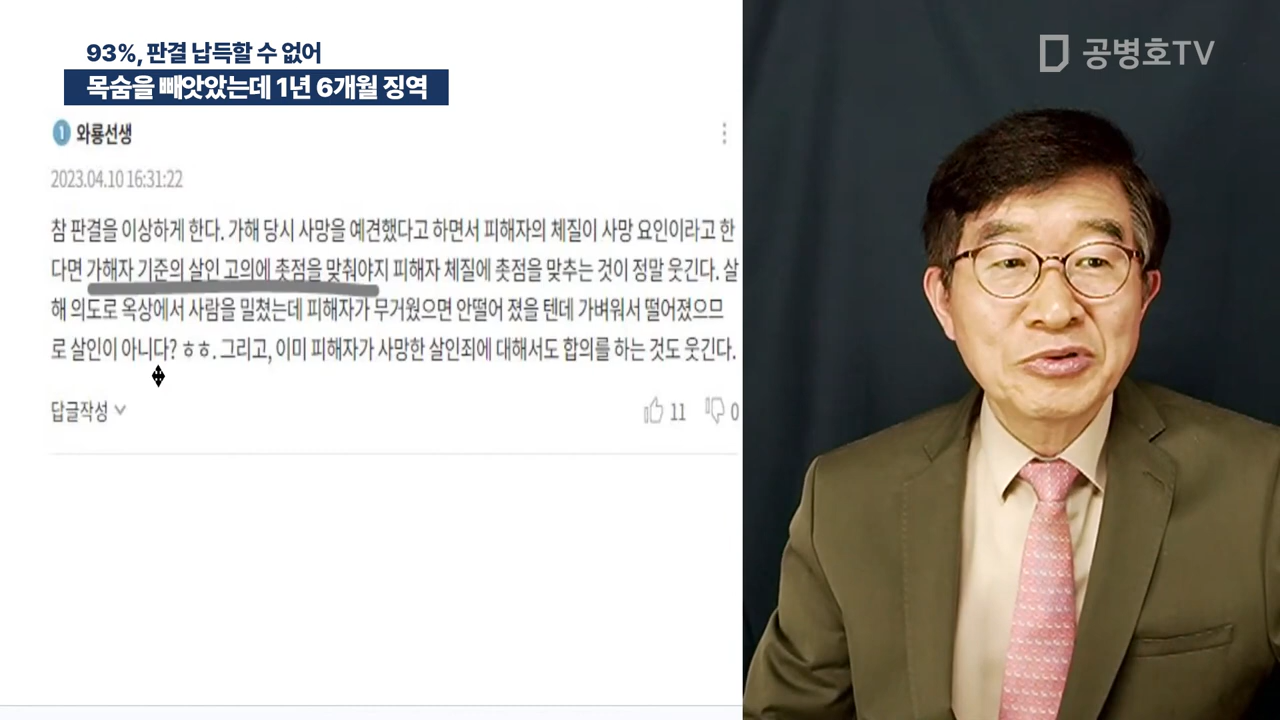 93%, 판결 납득할 수 없어
목숨을 빼앗았는데 1년 6개월 징역
공병호TV
1 와룡선생
2023.04.10 16:31:22
참 판결을 이상하게 한다. 가해 당시 사망을 예견했다고 하면서 피해자의 체질이 사망 요인이라고 한
다면 가해자 기준의 살인 고의에 촛점을 맞춰야지 피해자 체질에 촛점을 맞추는 것이 정말 웃긴다. 살
해 의도로 옥상에서 사람을 밀쳤는데 피해자가 무거웠으면 안떨어 졌을 텐데 가벼워서 떨어졌으므
로 살인이 아니다? ㅎㅎ. 그리고, 이미 피해자가 사망한 살인죄에 대해서도 합의를 하는 것도 웃긴다.
답글작성
11
0